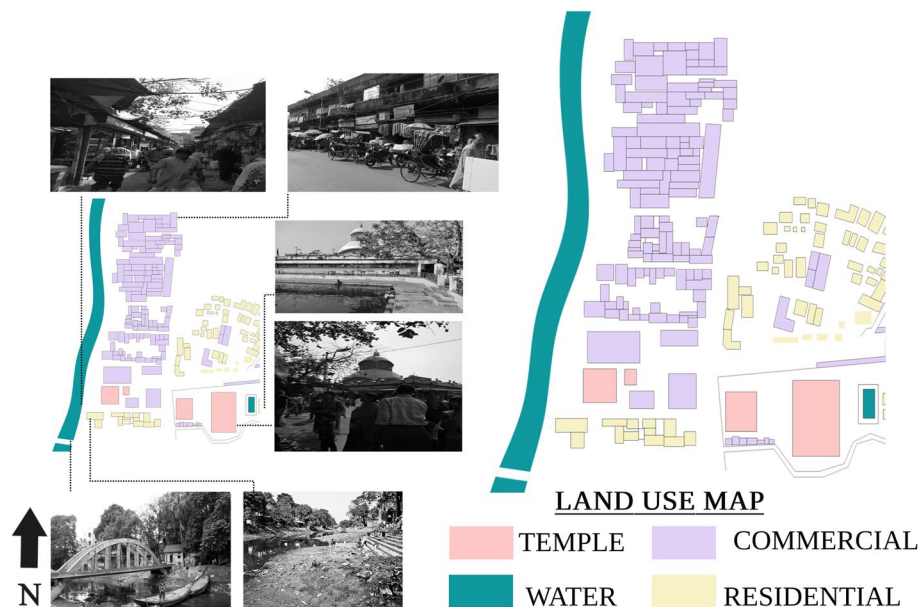 N
LAND USE MAP
TEMPLE
COMMERCIAL
WATER
RESIDENTIAL